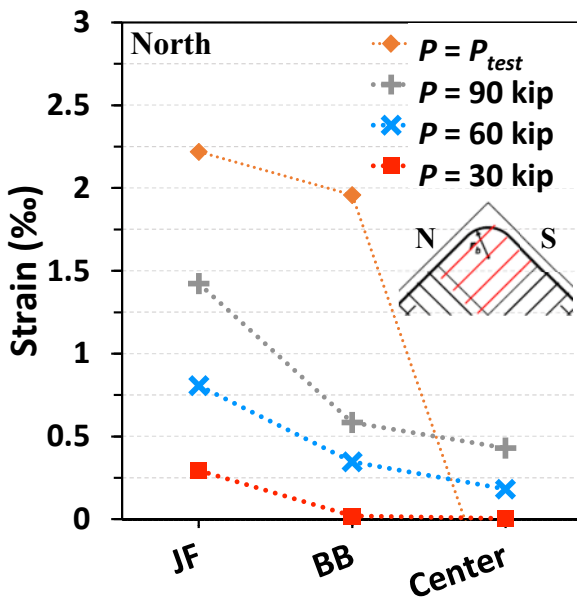 North
P = P_test
P = 90 kip
P = 60 kip
P = 30 kip
N
S
Strain (‰)
3
2.5
2
1.5
1
0.5
0
JF
BB
Center